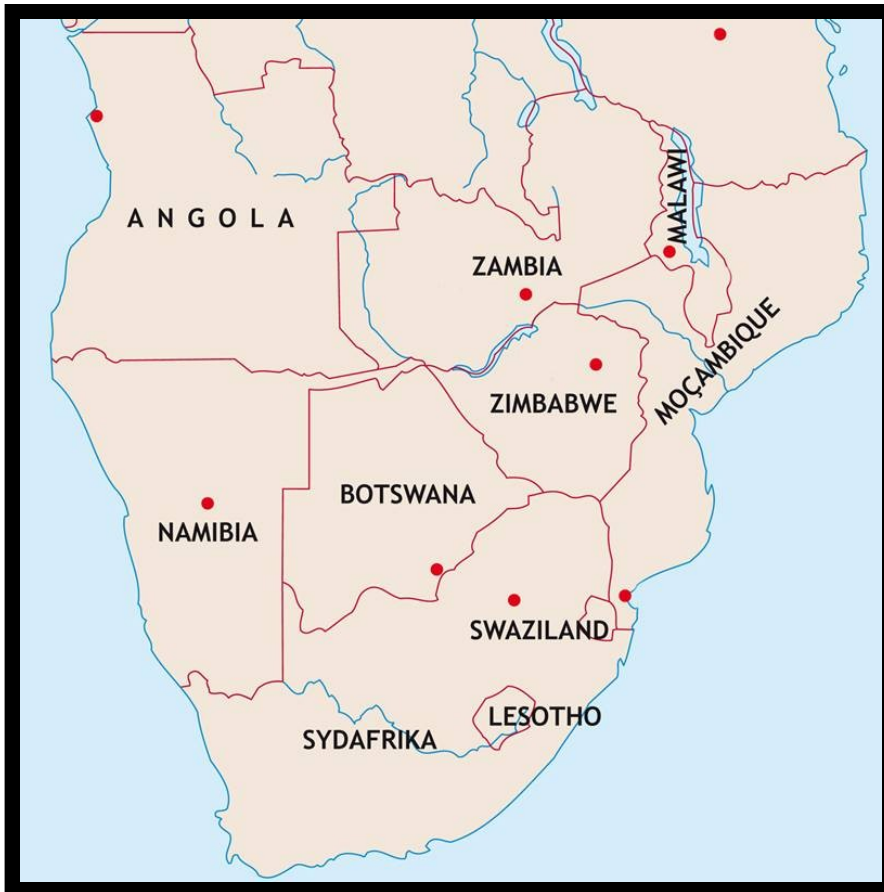 ANGOLA
MALAWI
ZAMBIA
MOÇAMBIQUE
ZIMBABWE
BOTSWANA
NAMIBIA
SWAZILAND
LESOTHO
SYDAFRIKA